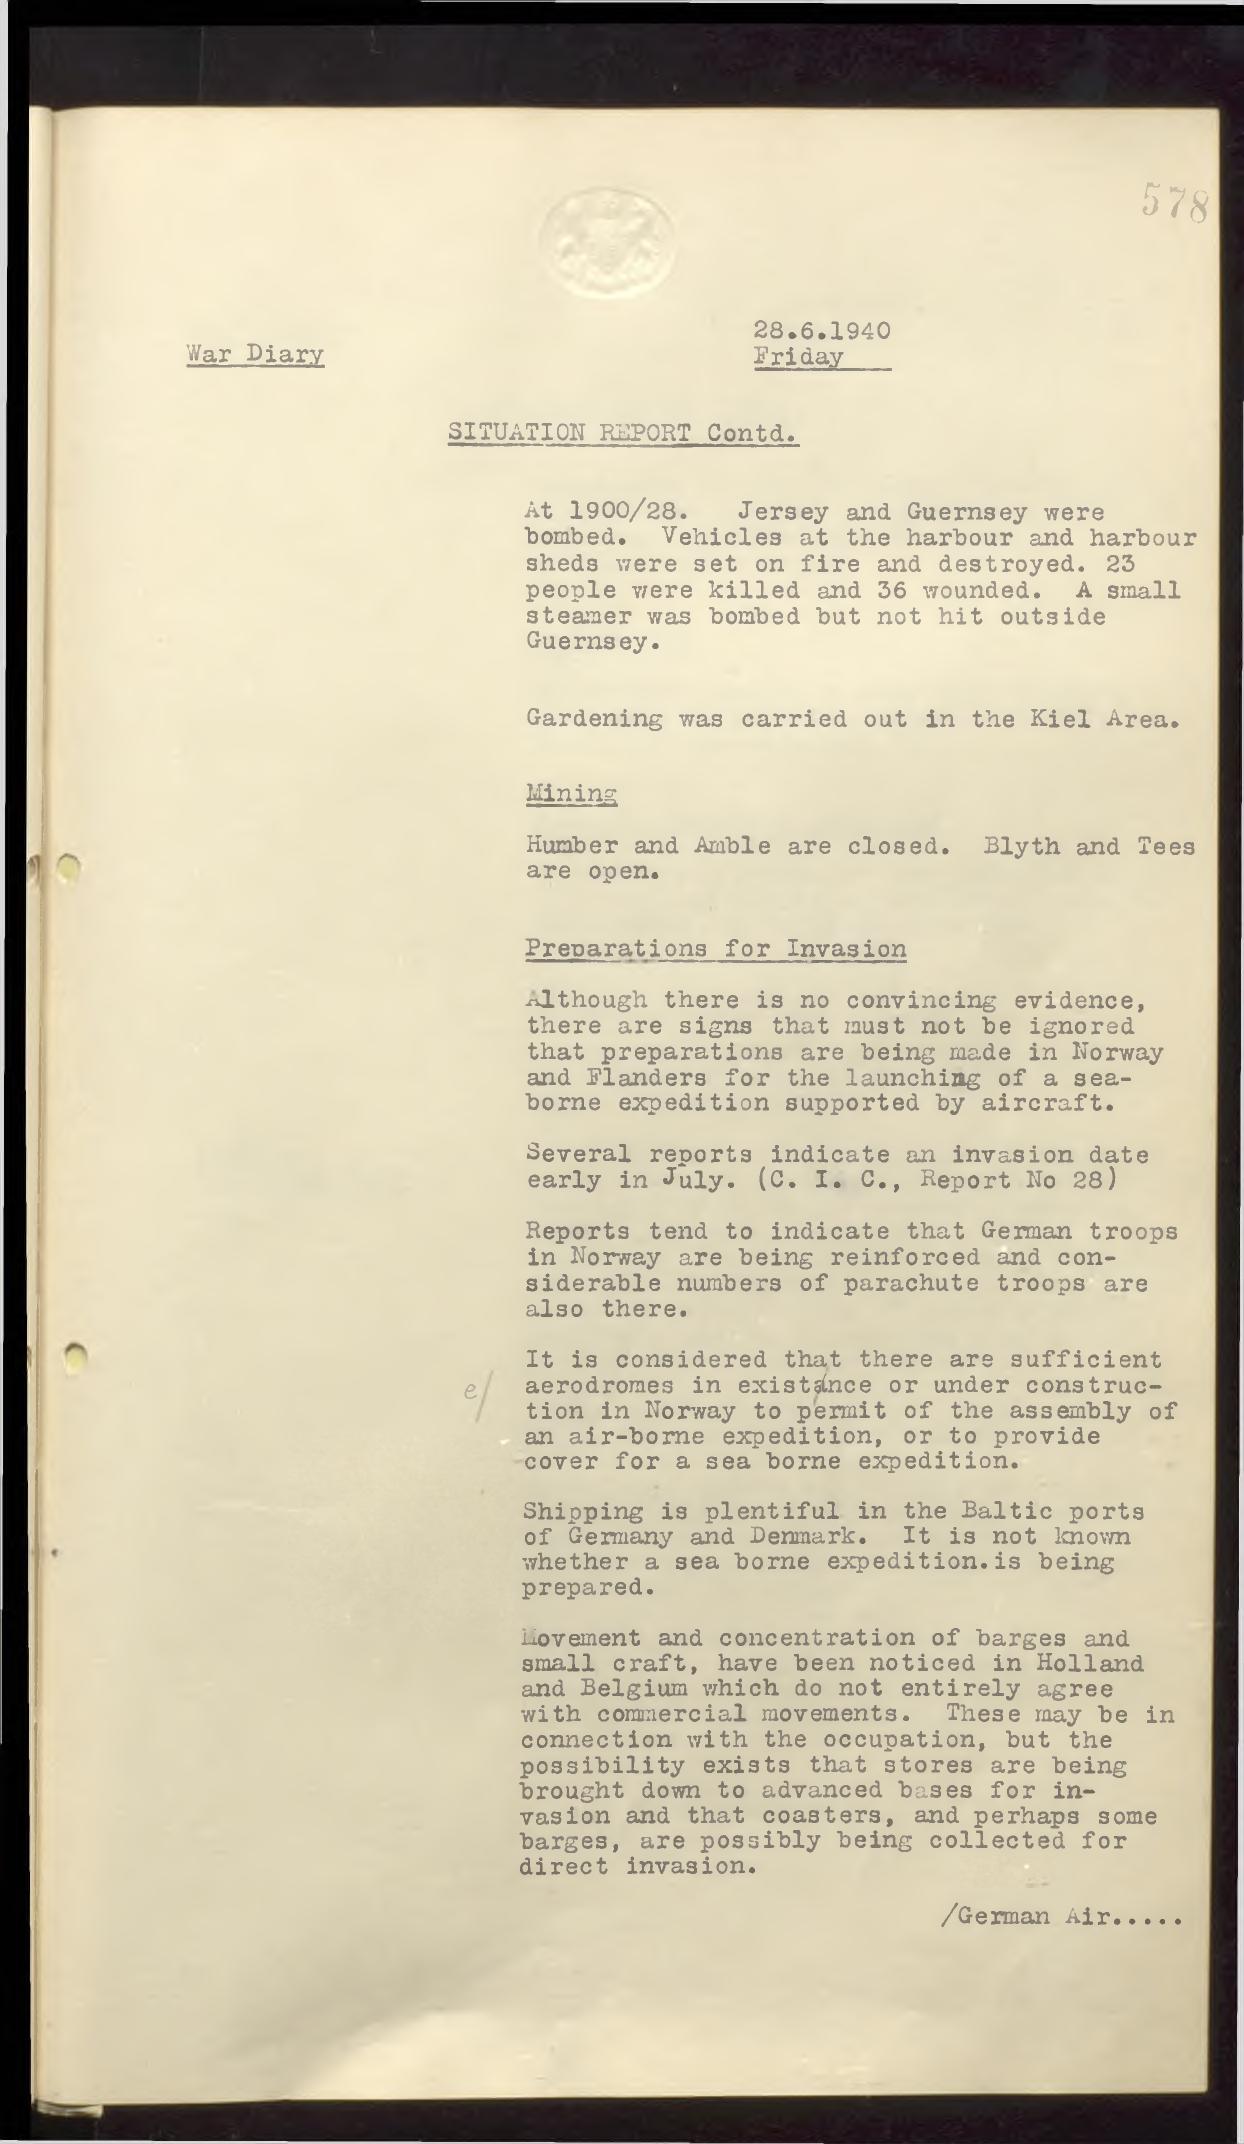 578
28.6.1940
War Diary
Friday
SITUATION REPORT Contd.
At 1900/28. Jersey and Guernsey were
bombed. Vehicles at the harbour and harbour
sheds were set on fire and destroyed. 23
people were killed and 36 wounded. A small
steamer was bombed but not hit outside
Guernsey.
Gardening was carried out in the Kiel Area.
Mining
Humber and Amble are closed. Blyth and Tees
are open.
Preparations for Invasion
Although there is no convincing evidence,
there are signs that must not be ignored
that preparations are being made in Norway
and Flanders for the launching of a sea-
borne expedition supported by aircraft.
Several reports indicate an invasion date
early in July. (C. I. C., Report No 28)
Reports tend to indicate that German troops
in Norway are being reinforced and con-
siderable numbers of parachute troops are
also there.
It is considered that there are sufficient
e/ aerodromes in existance or under construc-
tion in Norway to permit of the assembly of
an air-borne expedition, or to provide
cover for a sea borne expedition.
Shipping is plentiful in the Baltic ports
of Germany and Denmark. It is not known
whether a sea borne expedition.is being
prepared.
Movement and concentration of barges and
small craft, have been noticed in Holland
and Belgium which do not entirely agree
with commercial movements. These may be in
connection with the occupation, but the
possibility exists that stores are being
brought down to advanced bases for in-
vasion and that coasters, and perhaps some
barges, are possibly being collected for
direct invasion.
/German Air.....